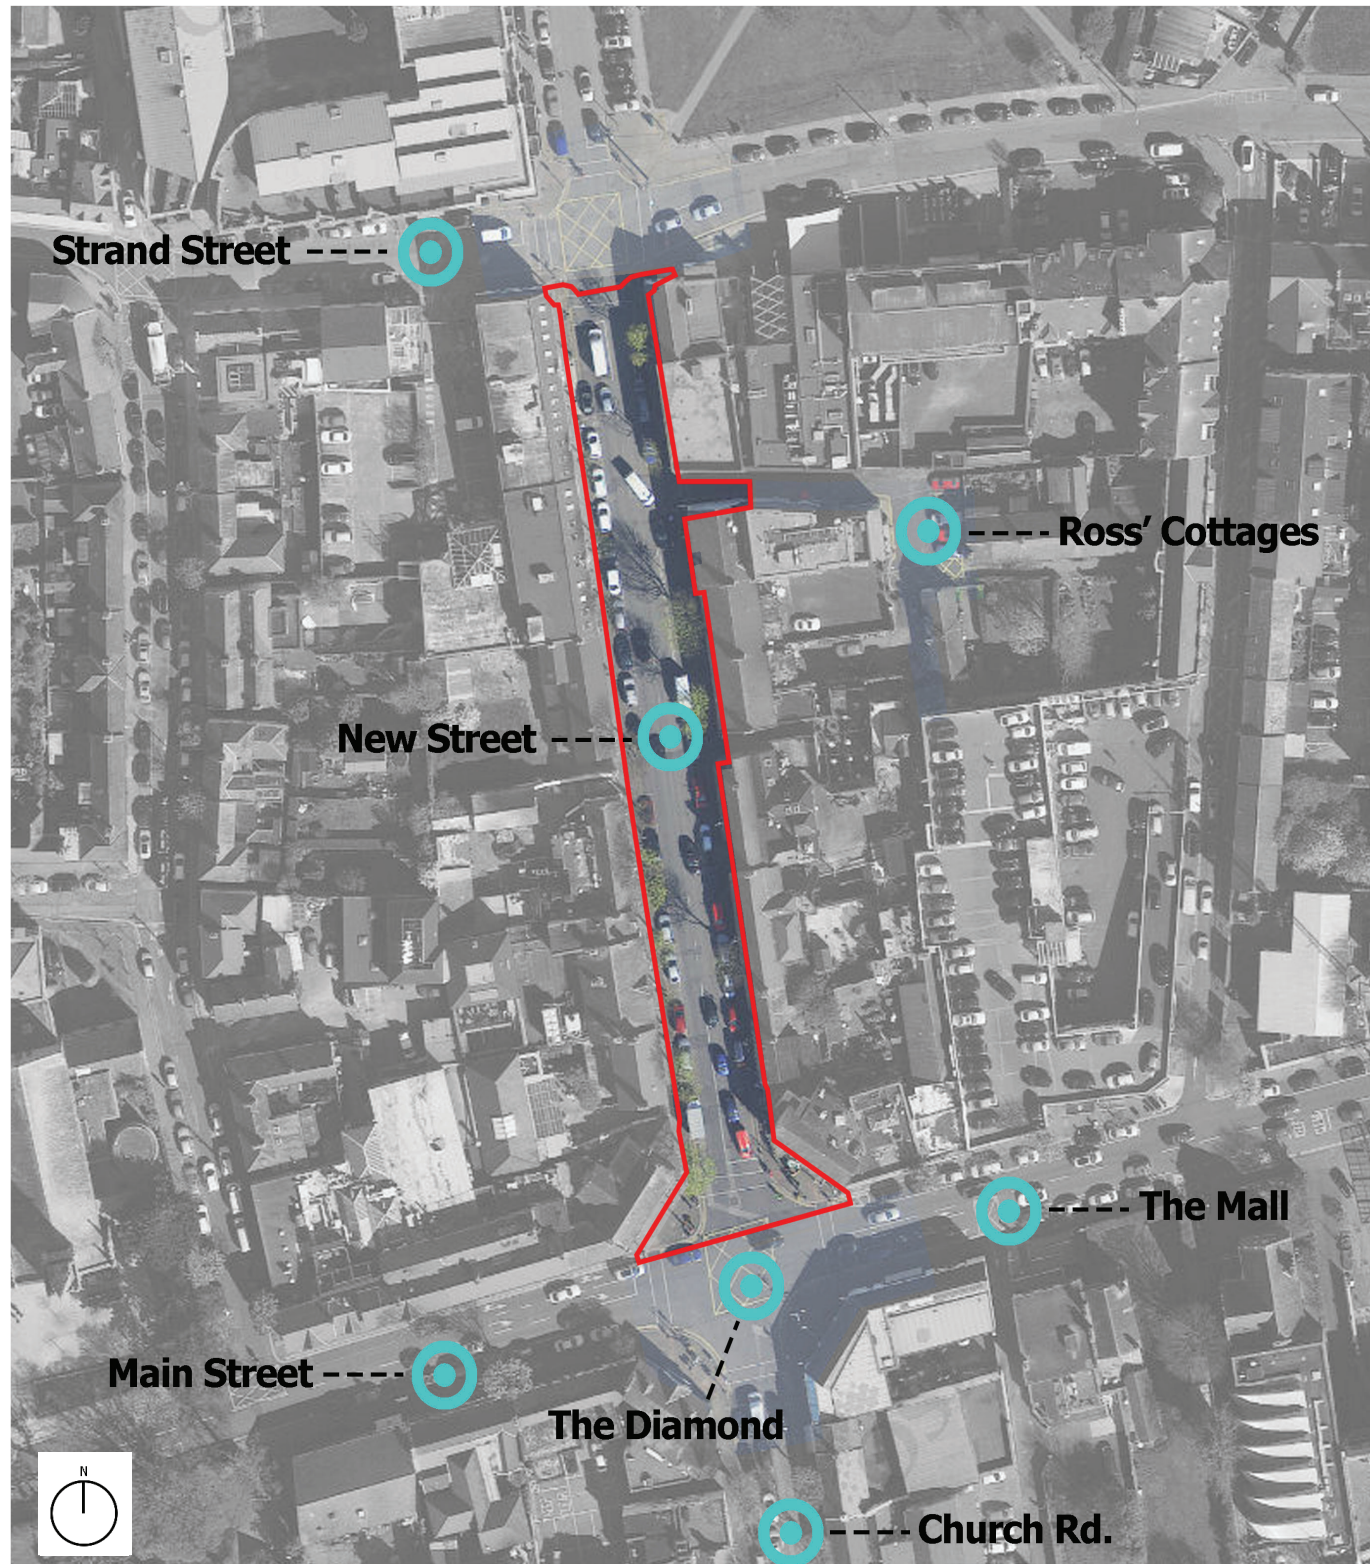 Strand Street
Ross’ Cottages
New Street
The Mall
Main Street
The Diamond
Church Rd.
N